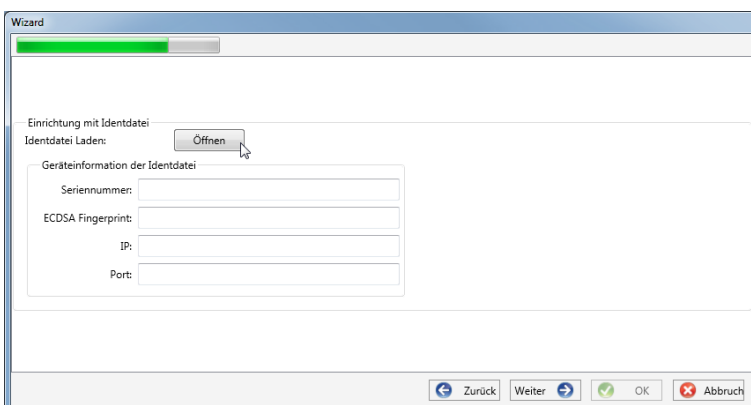 Wizard
Einrichtung mit Identdatei
Identdatei Laden: Öffnen
Geräteinformation der Identdatei
Seriennummer:
ECDSA Fingerprint:
IP:
Port:
Zurück Weiter OK Abbruch